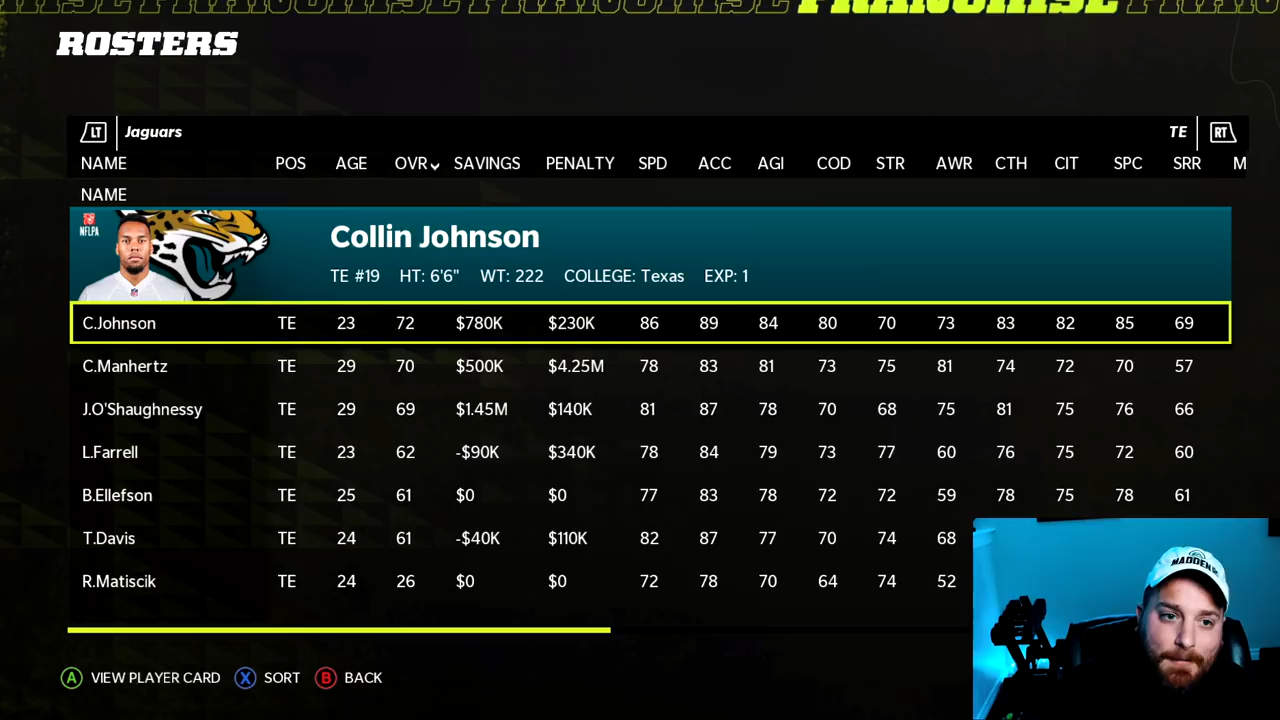 FRANCHISE
ROSTERS
LT Jaguars TE RT
NAME POS AGE OVR SAVINGS PENALTY SPD ACC AGI COD STR AWR CTH CIT SPC SRR M
NAME
NFLPA
Collin Johnson
TE #19 HT: 6'6" WT: 222 COLLEGE: Texas EXP: 1
C.Johnson TE 23 72 $780K $230K 86 89 84 80 70 73 83 82 85 69
C.Manhertz TE 29 70 $500K $4.25M 78 83 81 73 75 81 74 72 70 57
J.O'Shaughnessy TE 29 69 $1.45M $140K 81 87 78 70 68 75 81 75 76 66
L.Farrell TE 23 62 -$90K $340K 78 84 79 73 77 60 76 75 72 60
B.Ellefson TE 25 61 $0 $0 77 83 78 72 72 59 78 75 78 61
T.Davis TE 24 61 -$40K $110K 82 87 77 70 74 68
R.Matiscik TE 24 26 $0 $0 72 78 70 64 74 52
MADDEN
A VIEW PLAYER CARD X SORT B BACK